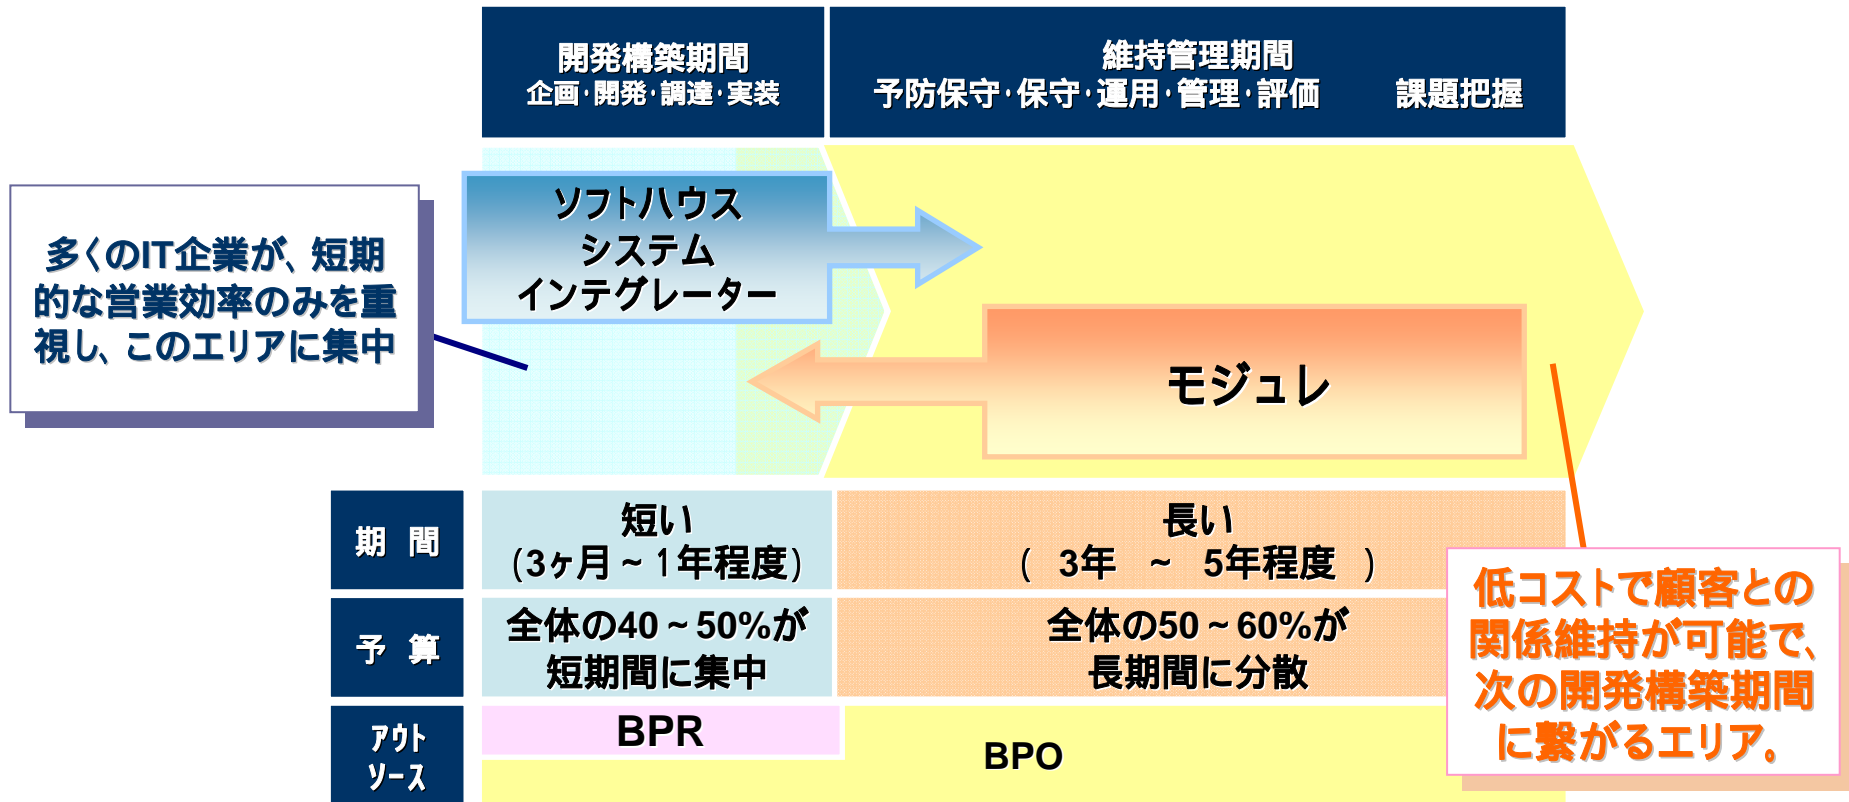 開発構築期間
企画・開発・調達・実装
維持管理期間
予防保守・保守・運用・管理・評価　　課題把握
多くのIT企業が、短期
的な営業効率のみを重
視し、このエリアに集中
ソフトハウス
システム
インテグレーター
モジュレ
期　間
短い
（3ヶ月～1年程度）
長い
（　3年　～　5年程度　）
予　算
全体の40～50%が
短期間に集中
全体の50～60%が
長期間に分散
アウト
ソース
BPR
BPO
低コストで顧客との
関係維持が可能で、
次の開発構築期間
に繋がるエリア。